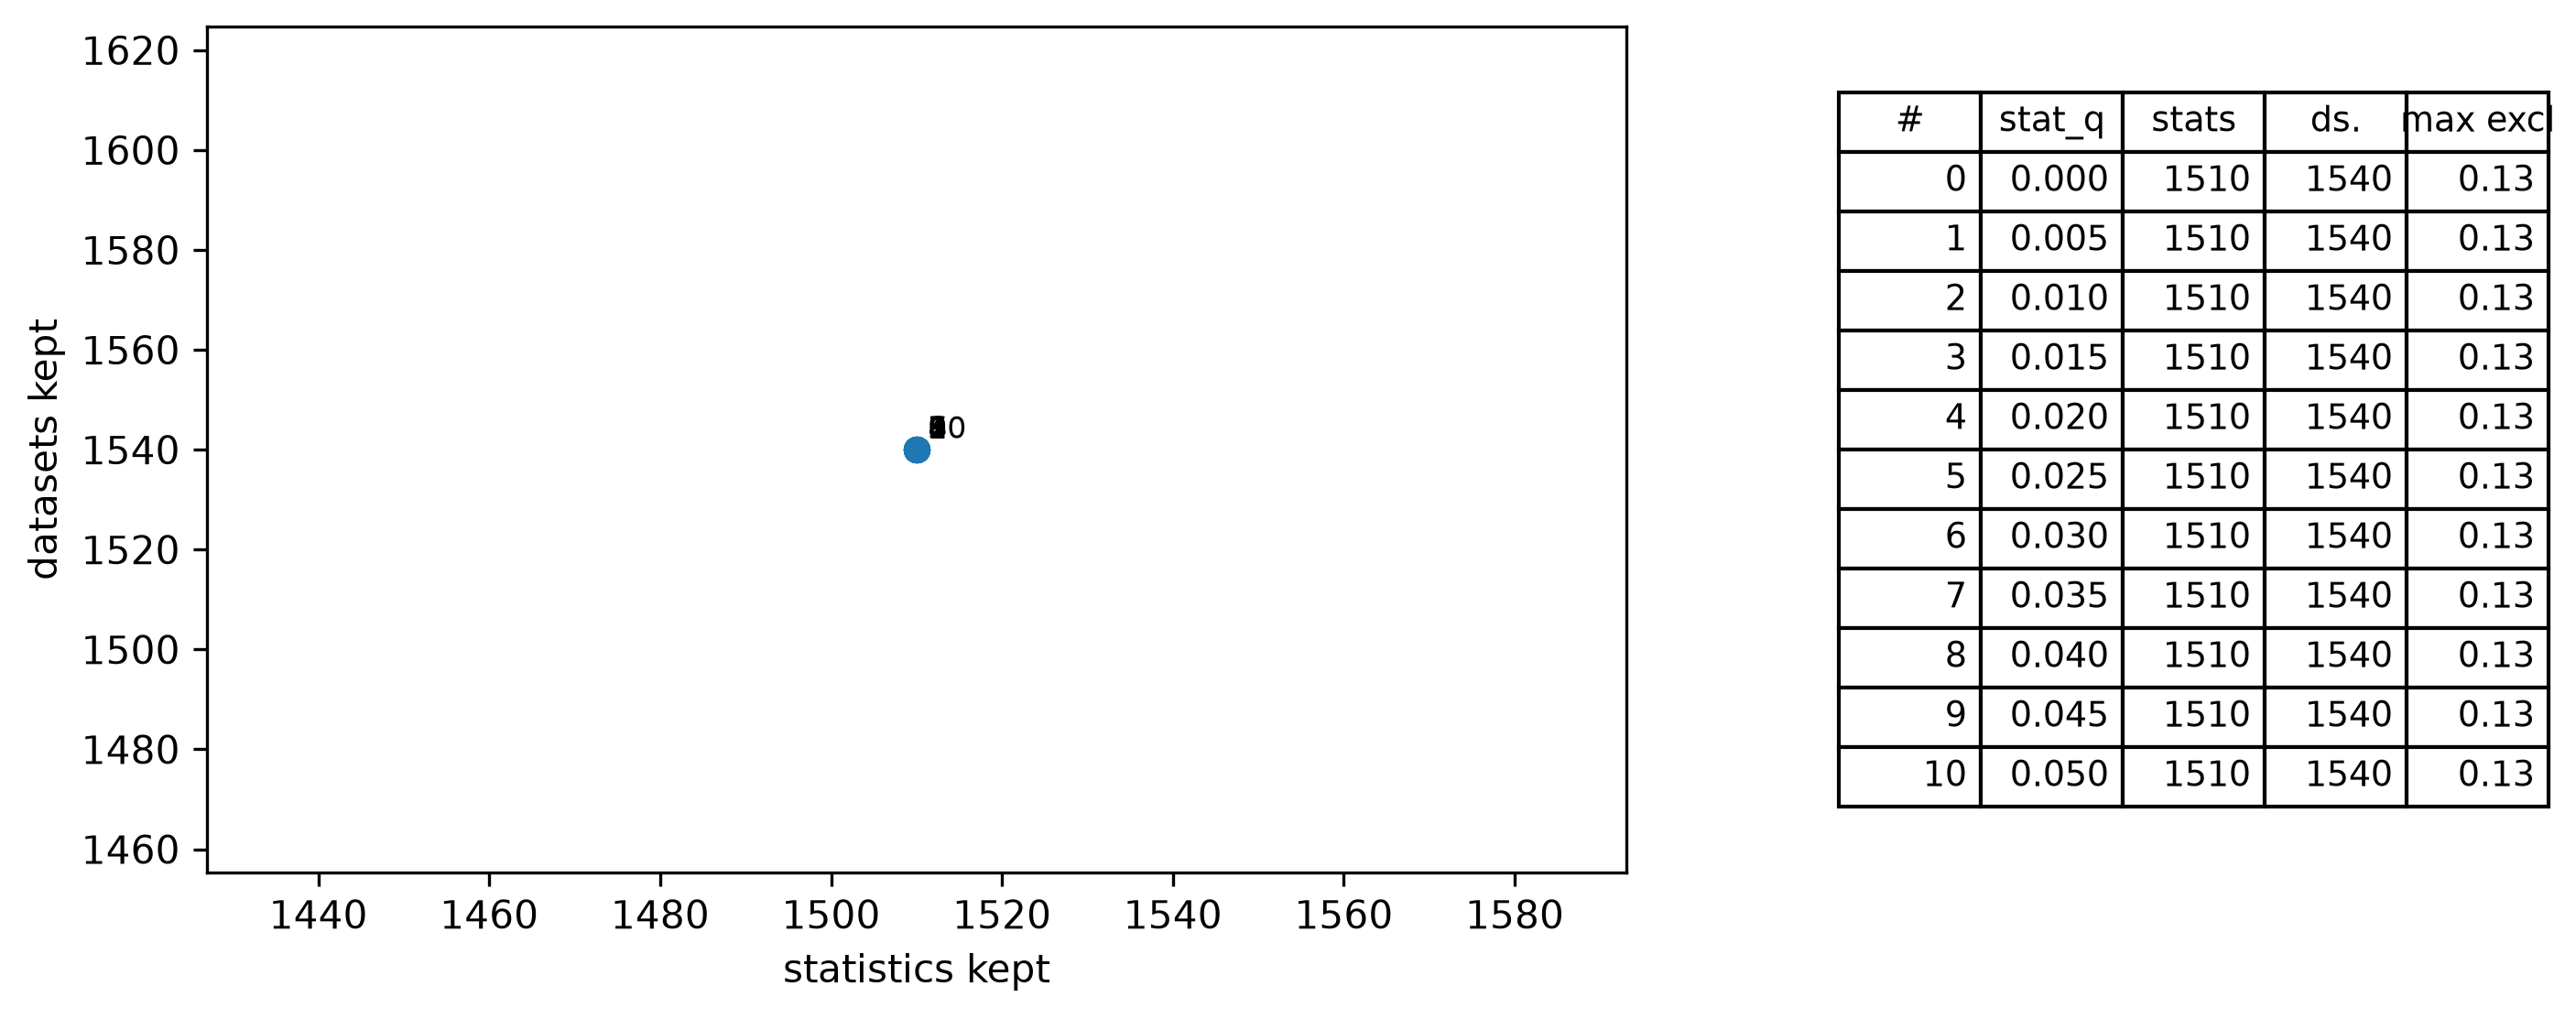 1620
1600
1580
1560
1540
1520
1500
1480
1460
datasets kept
10
1440 1460 1480 1500 1520 1540 1560 1580
statistics kept
# stat_q stats ds. max excl
0 0.000 1510 1540 0.13
1 0.005 1510 1540 0.13
2 0.010 1510 1540 0.13
3 0.015 1510 1540 0.13
4 0.020 1510 1540 0.13
5 0.025 1510 1540 0.13
6 0.030 1510 1540 0.13
7 0.035 1510 1540 0.13
8 0.040 1510 1540 0.13
9 0.045 1510 1540 0.13
10 0.050 1510 1540 0.13